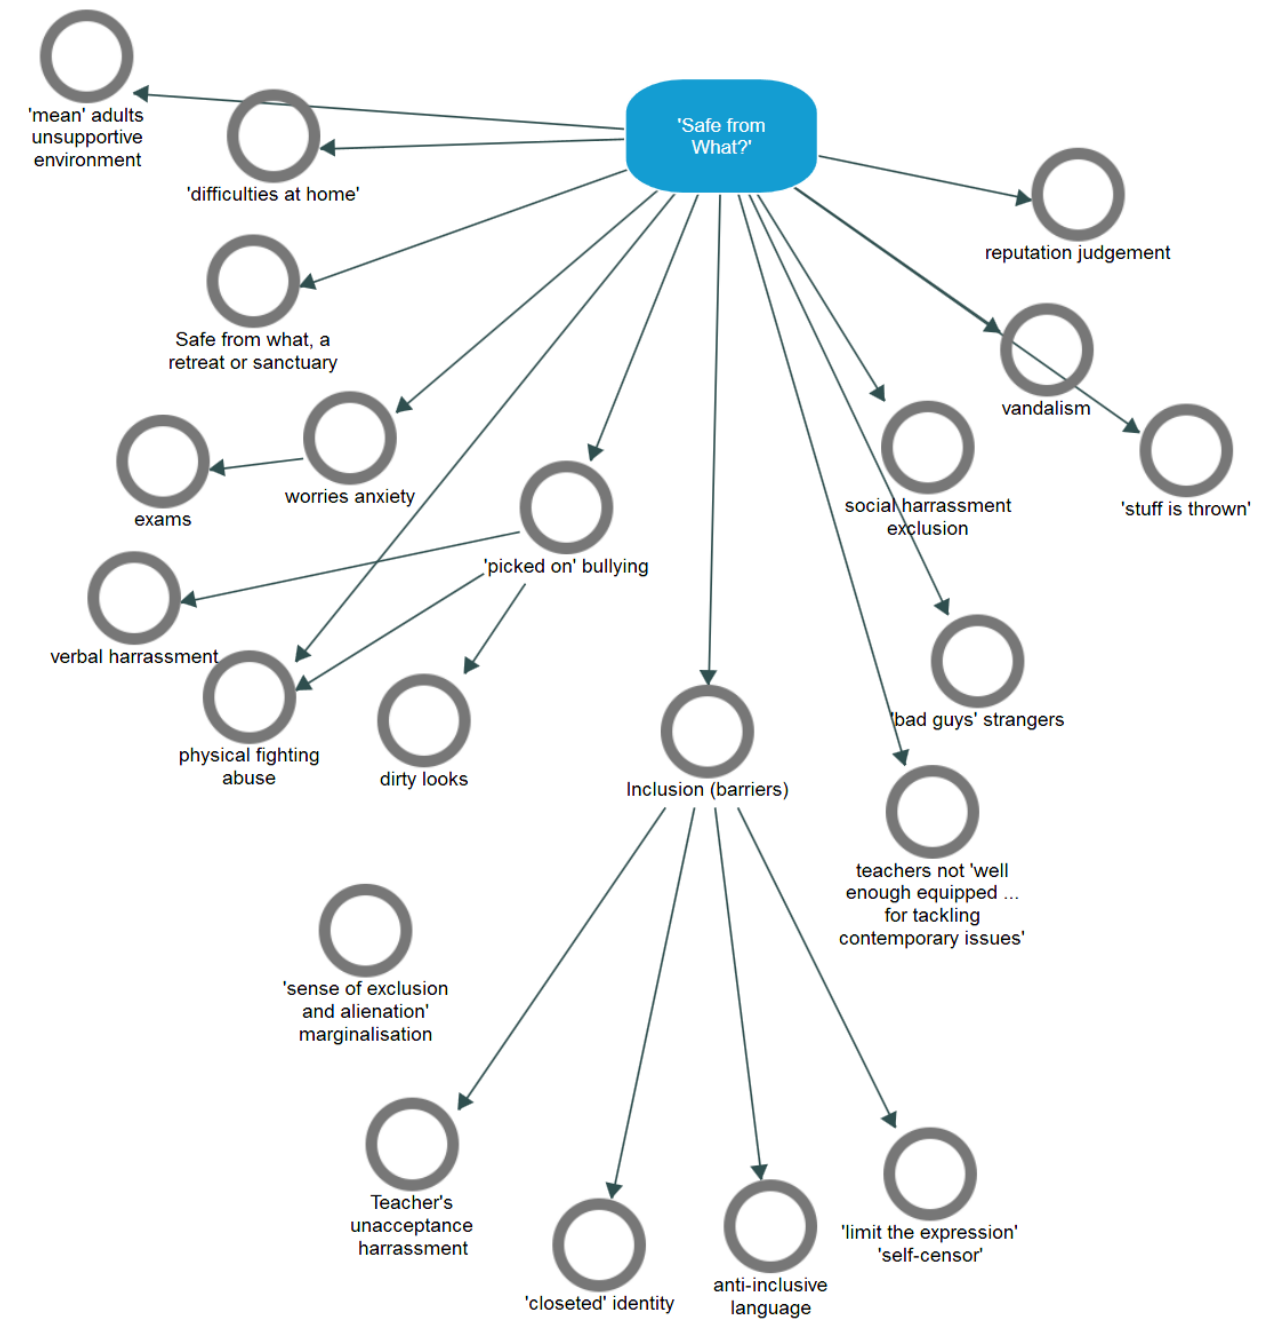 'mean' adults
unsupportive
environment
'Safe from
What?'
'difficulties at home'
reputation judgement
Safe from what, a
retreat or sanctuary
vandalism
worries anxiety
exams
social harrassment
exclusion
'stuff is thrown'
'picked on' bullying
verbal harrassment
physical fighting
abuse
dirty looks
Inclusion (barriers)
'bad guys' strangers
teachers not 'well
enough equipped ...
for tackling
contemporary issues'
'sense of exclusion
and alienation'
marginalisation
Teacher's
unacceptance
harrassment
'closeted' identity
anti-inclusive
language
'limit the expression'
'self-censor'